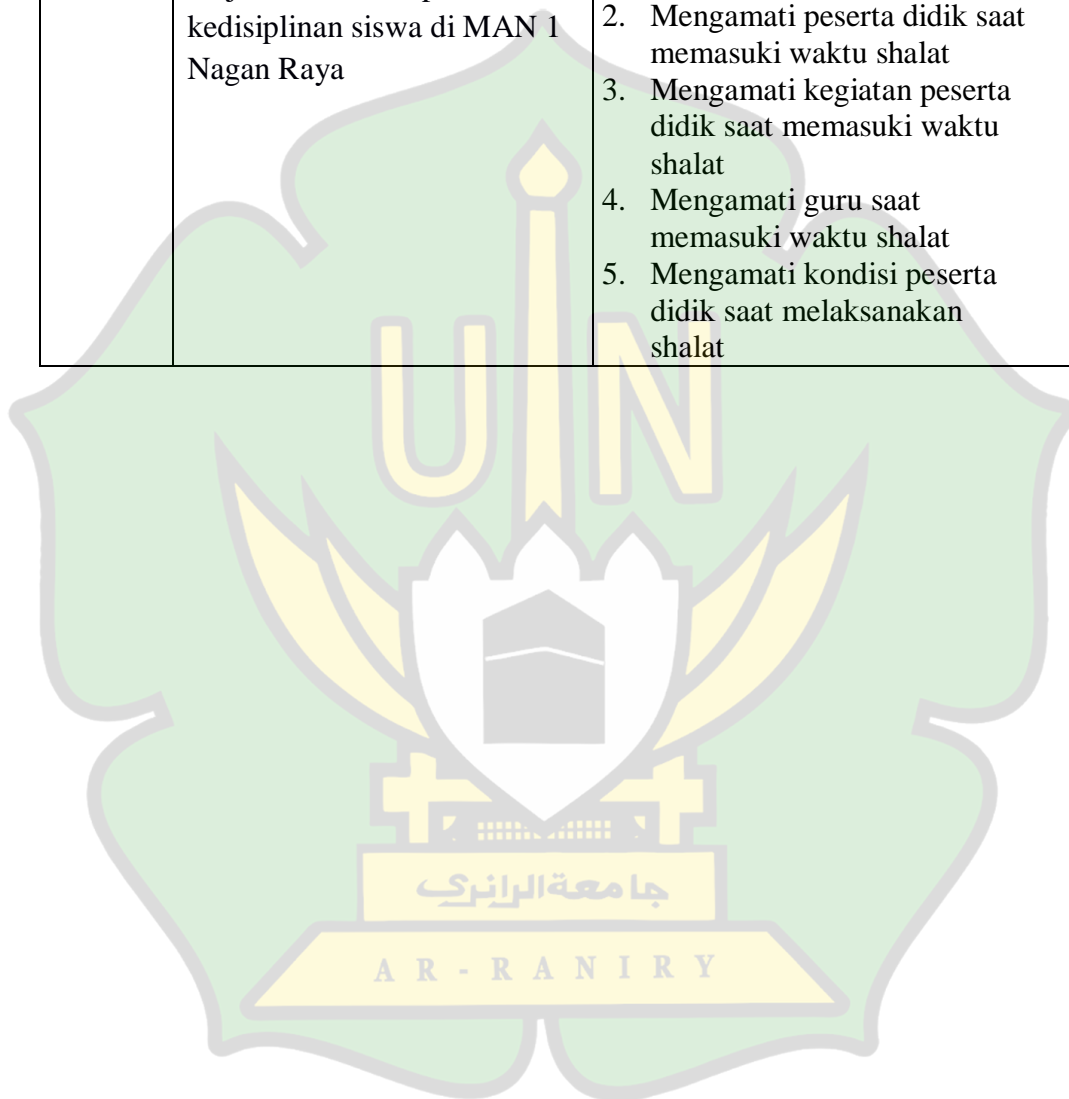 kedisiplinan siswa di MAN 1
Nagan Raya
2. Mengamati peserta didik saat
memasuki waktu shalat
3. Mengamati kegiatan peserta
didik saat memasuki waktu
shalat
4. Mengamati guru saat
memasuki waktu shalat
5. Mengamati kondisi peserta
didik saat melaksanakan
shalat
UIN
جامعة الرانري
AR-RANIRY